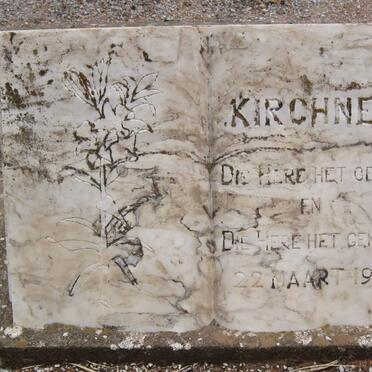 KIRCHNE
DIE HERE HET GE
EN
DIE HERE HET GEN
22 MAART 19